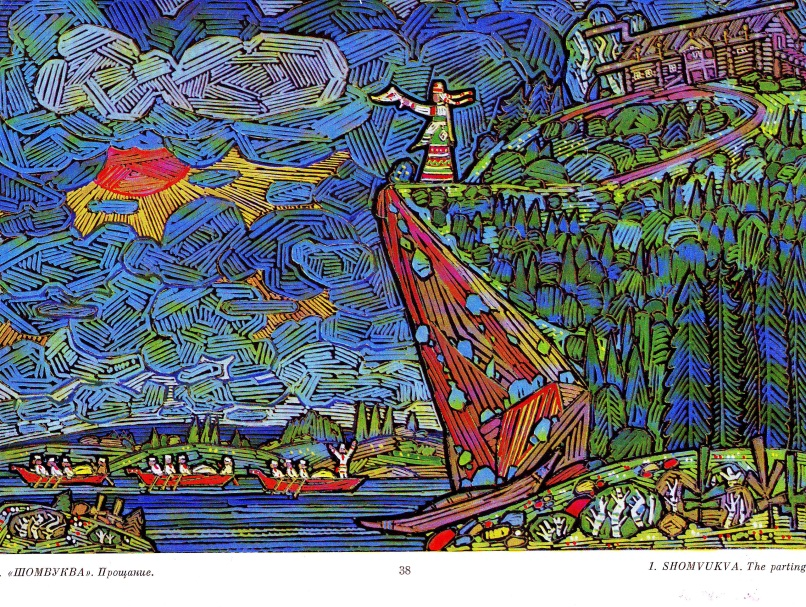 . «ШОМВУКВА». Прощание.
38
1. SHOMVUKVA. The parting